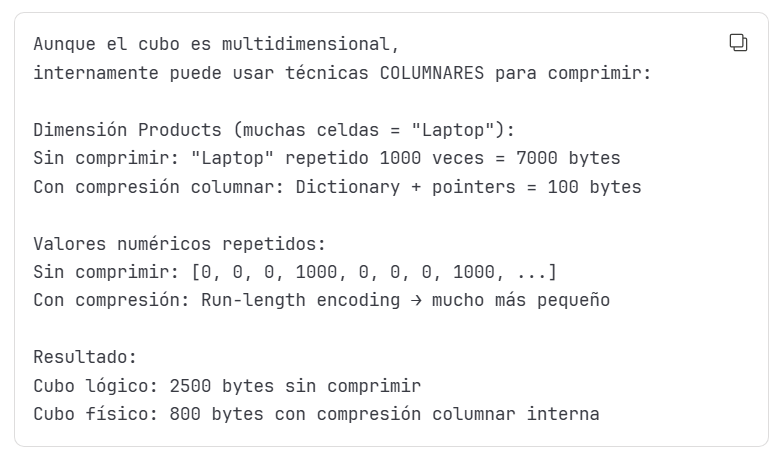 Aunque el cubo es multidimensional,
internamente puede usar técnicas COLUMNARES para comprimir:
Dimensión Products (muchas celdas = "Laptop"):
Sin comprimir: "Laptop" repetido 1000 veces = 7000 bytes
Con compresión columnar: Dictionary + pointers = 100 bytes
Valores numéricos repetidos:
Sin comprimir: [0, 0, 0, 1000, 0, 0, 0, 1000, ...]
Con compresión: Run-length encoding → mucho más pequeño
Resultado:
Cubo lógico: 2500 bytes sin comprimir
Cubo físico: 800 bytes con compresión columnar interna